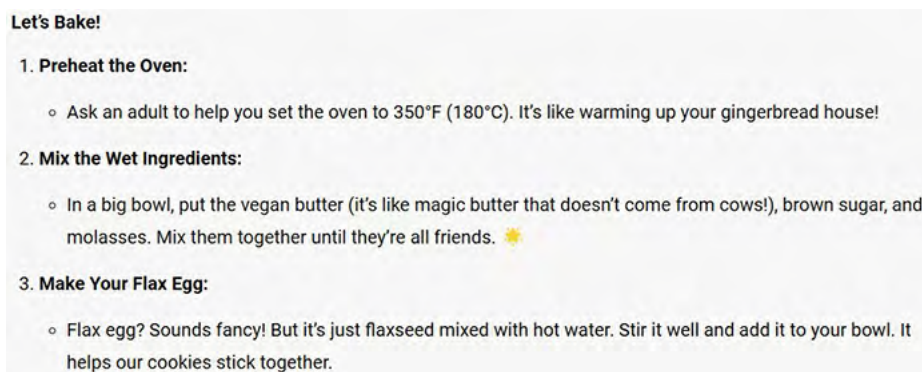 Let's Bake!
1. Preheat the Oven:
Ask an adult to help you set the oven to 350°F (180°C). It's like warming up your gingerbread house!
2. Mix the Wet Ingredients:
In a big bowl, put the vegan butter (it's like magic butter that doesn't come from cows!), brown sugar, and
molasses. Mix them together until they're all friends. 🌟
3. Make Your Flax Egg:
Flax egg? Sounds fancy! But it's just flaxseed mixed with hot water. Stir it well and add it to your bowl. It
helps our cookies stick together.